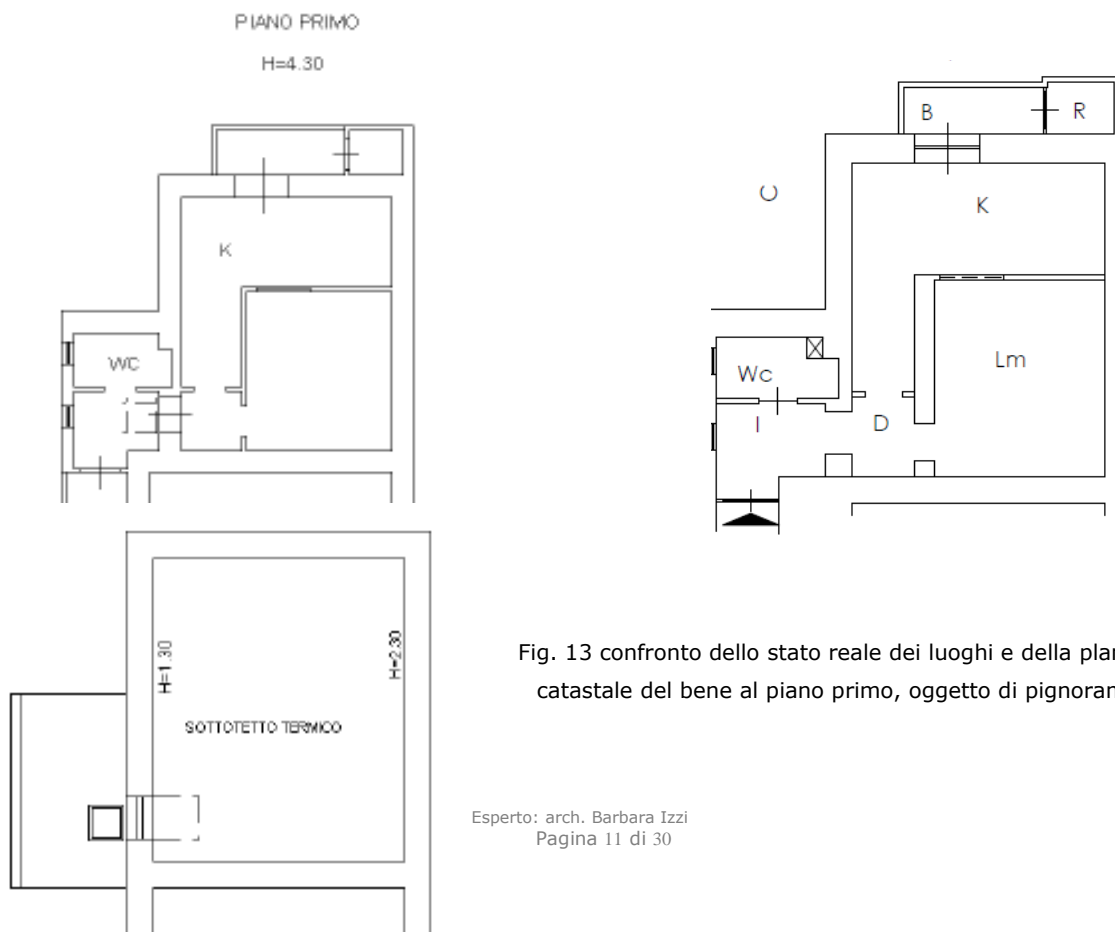 PIANO PRIMO
H=4.30
K
WC
B
R
C
K
Wc
Lm
I
D
H=1.30
H=2.30
SOTTOTETTO TERMICO
Fig. 13 confronto dello stato reale dei luoghi e della plan
catastale del bene al piano primo, oggetto di pignoran
Esperto: arch. Barbara Izzi
Pagina 11 di 30